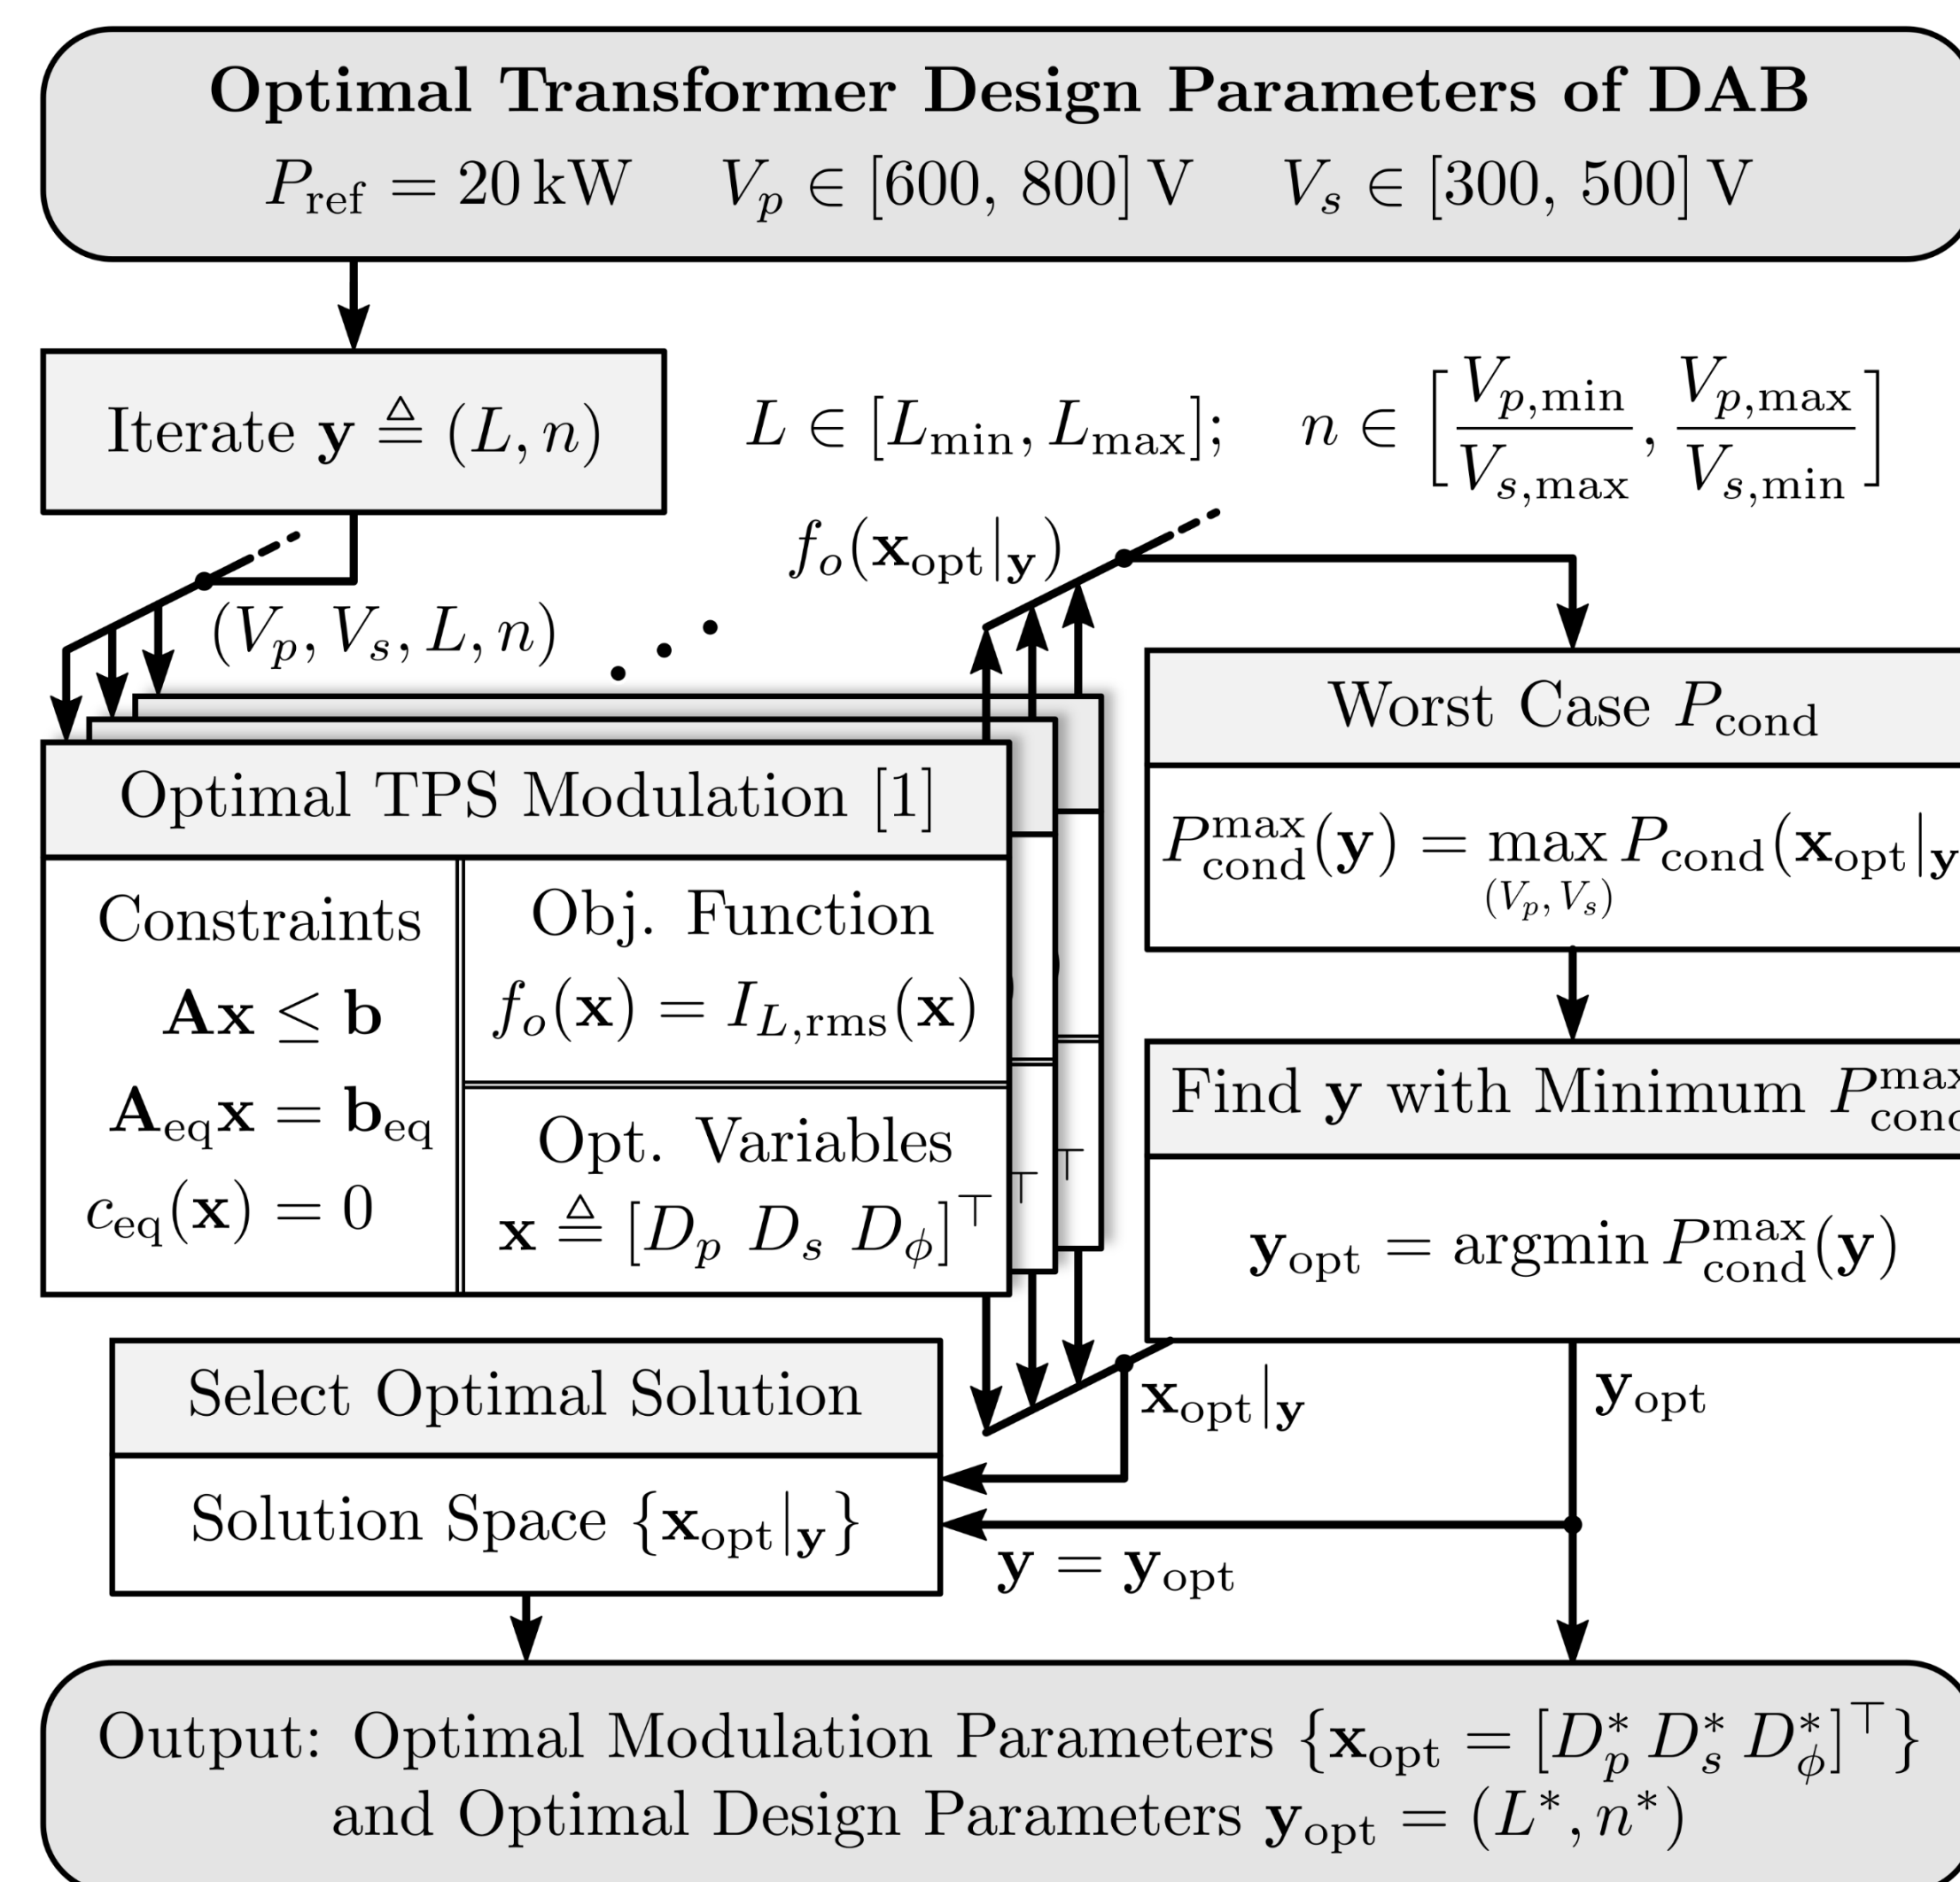 Optimal Transformer Design Parameters of DAB
P_ref = 20 kW V_p ∈ [600, 800] V V_s ∈ [300, 500] V
Iterate y ≜ (L, n)
L ∈ [L_min, L_max]; n ∈ [V_p,min / V_s,max , V_p,max / V_s,min]
f_o(x_opt|_y)
(V_p, V_s, L, n)
Optimal TPS Modulation [1]
Constraints
Ax ≤ b
A_eq x = b_eq
c_eq(x) = 0
Obj. Function
f_o(x) = I_L,rms(x)
Opt. Variables
x ≜ [D_p D_s D_ϕ]^⊤
⊤
⊤
Worst Case P_cond
P_cond^max(y) = max_(V_p, V_s) P_cond(x_opt|_y
Find y with Minimum P_cond^max
y_opt = argmin P_cond^max(y)
x_opt|_y
y_opt
Select Optimal Solution
Solution Space {x_opt|_y}
y = y_opt
Output: Optimal Modulation Parameters {x_opt = [D_p^* D_s^* D_ϕ^*]^⊤}
and Optimal Design Parameters y_opt = (L^*, n^*)